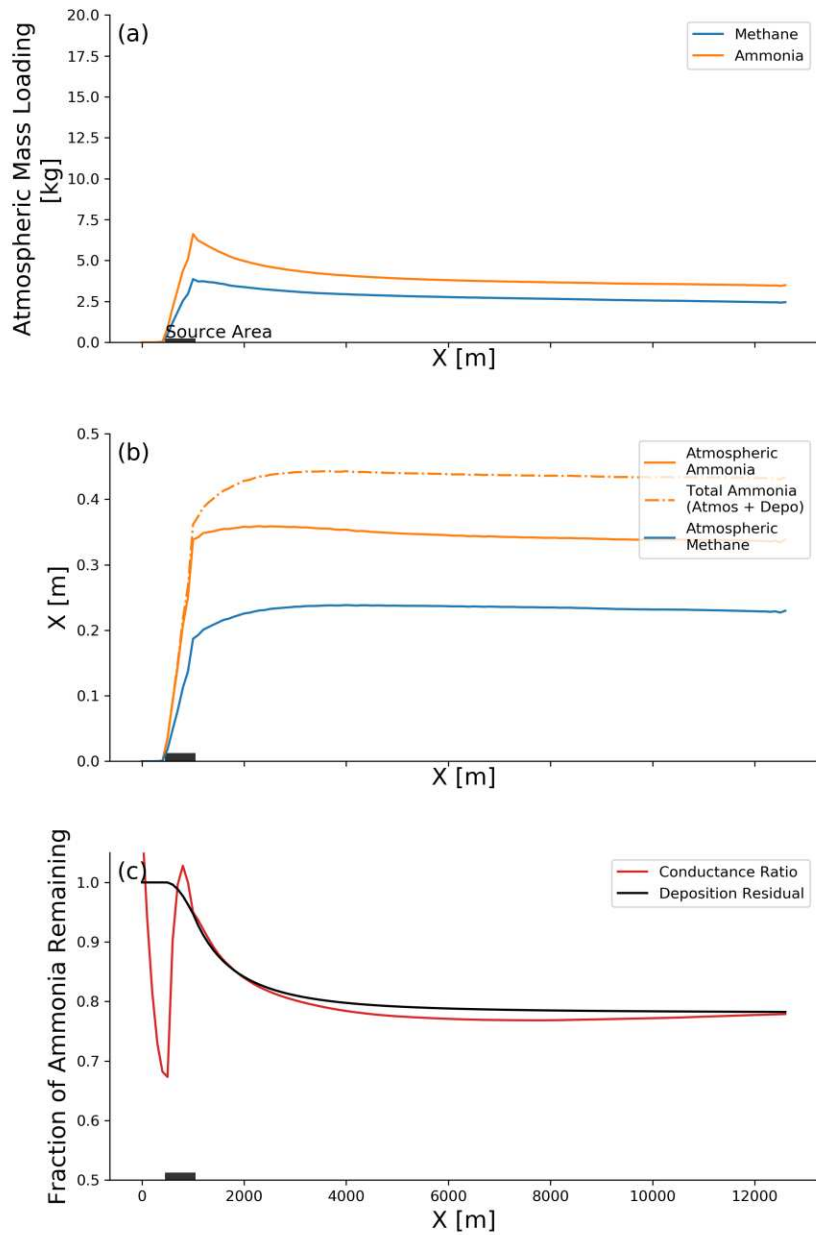 (a)
Methane
Ammonia
Atmospheric Mass Loading
[kg]
20.0
17.5
15.0
12.5
10.0
7.5
5.0
2.5
0.0
Source Area
X [m]
(b)
Atmospheric
Ammonia
Total Ammonia
(Atmos + Depo)
Atmospheric
Methane
X [m]
0.5
0.4
0.3
0.2
0.1
0.0
X [m]
(c)
Conductance Ratio
Deposition Residual
Fraction of Ammonia Remaining
1.0
0.9
0.8
0.7
0.6
0.5
0 2000 4000 6000 8000 10000 12000
X [m]